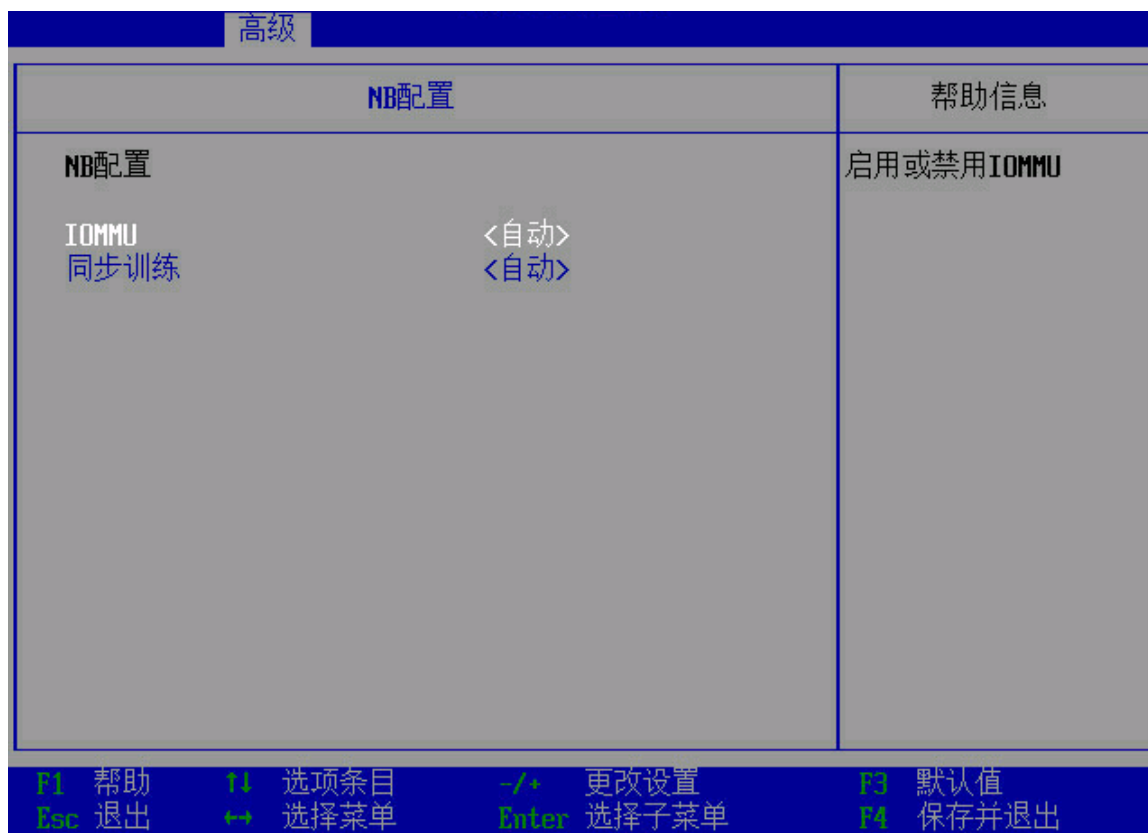 高级
NB配置 帮助信息
NB配置 启用或禁用IOMMU
IOMMU <自动>
同步训练 <自动>
F1 帮助 ↑↓ 选项条目 -/+ 更改设置 F3 默认值
Esc 退出 ←→ 选择菜单 Enter 选择子菜单 F4 保存并退出